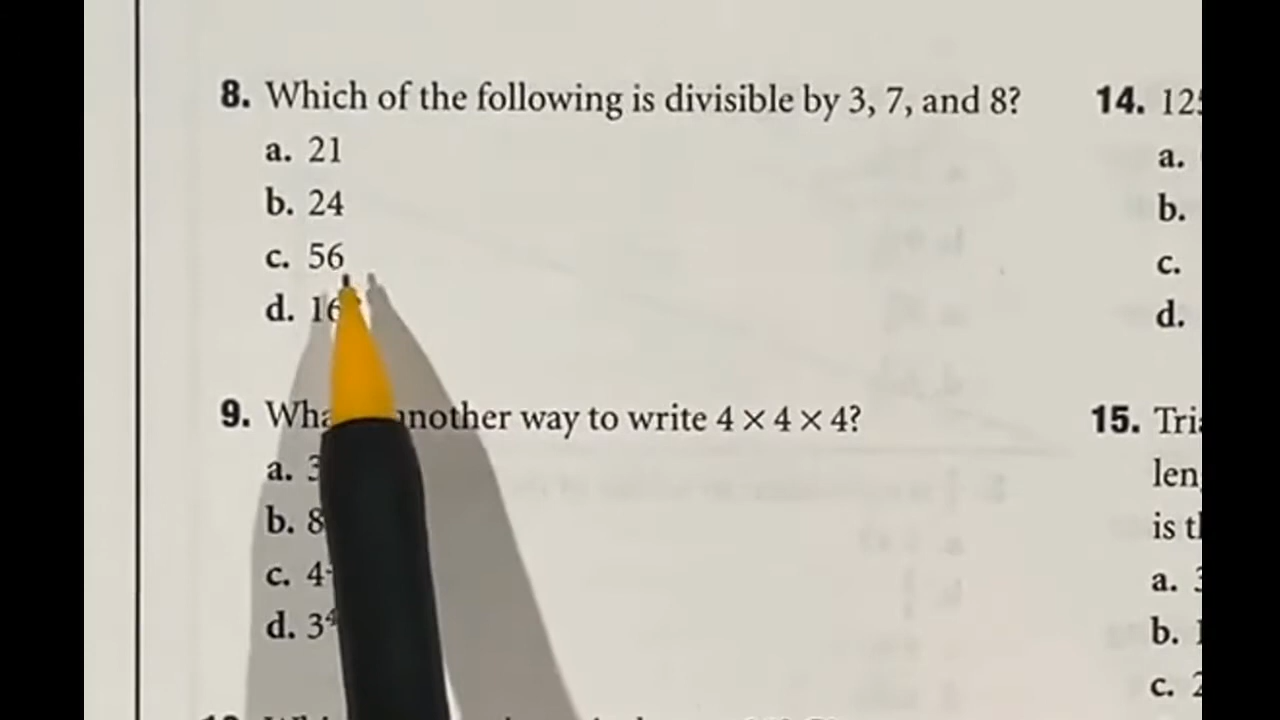 8. Which of the following is divisible by 3, 7, and 8?
a. 21
b. 24
c. 56
d.
9. another way to write 4 × 4 × 4?
a.
b.
c.
d.
14.
a.
b.
c.
d.
15.
is
a.
b.
c.